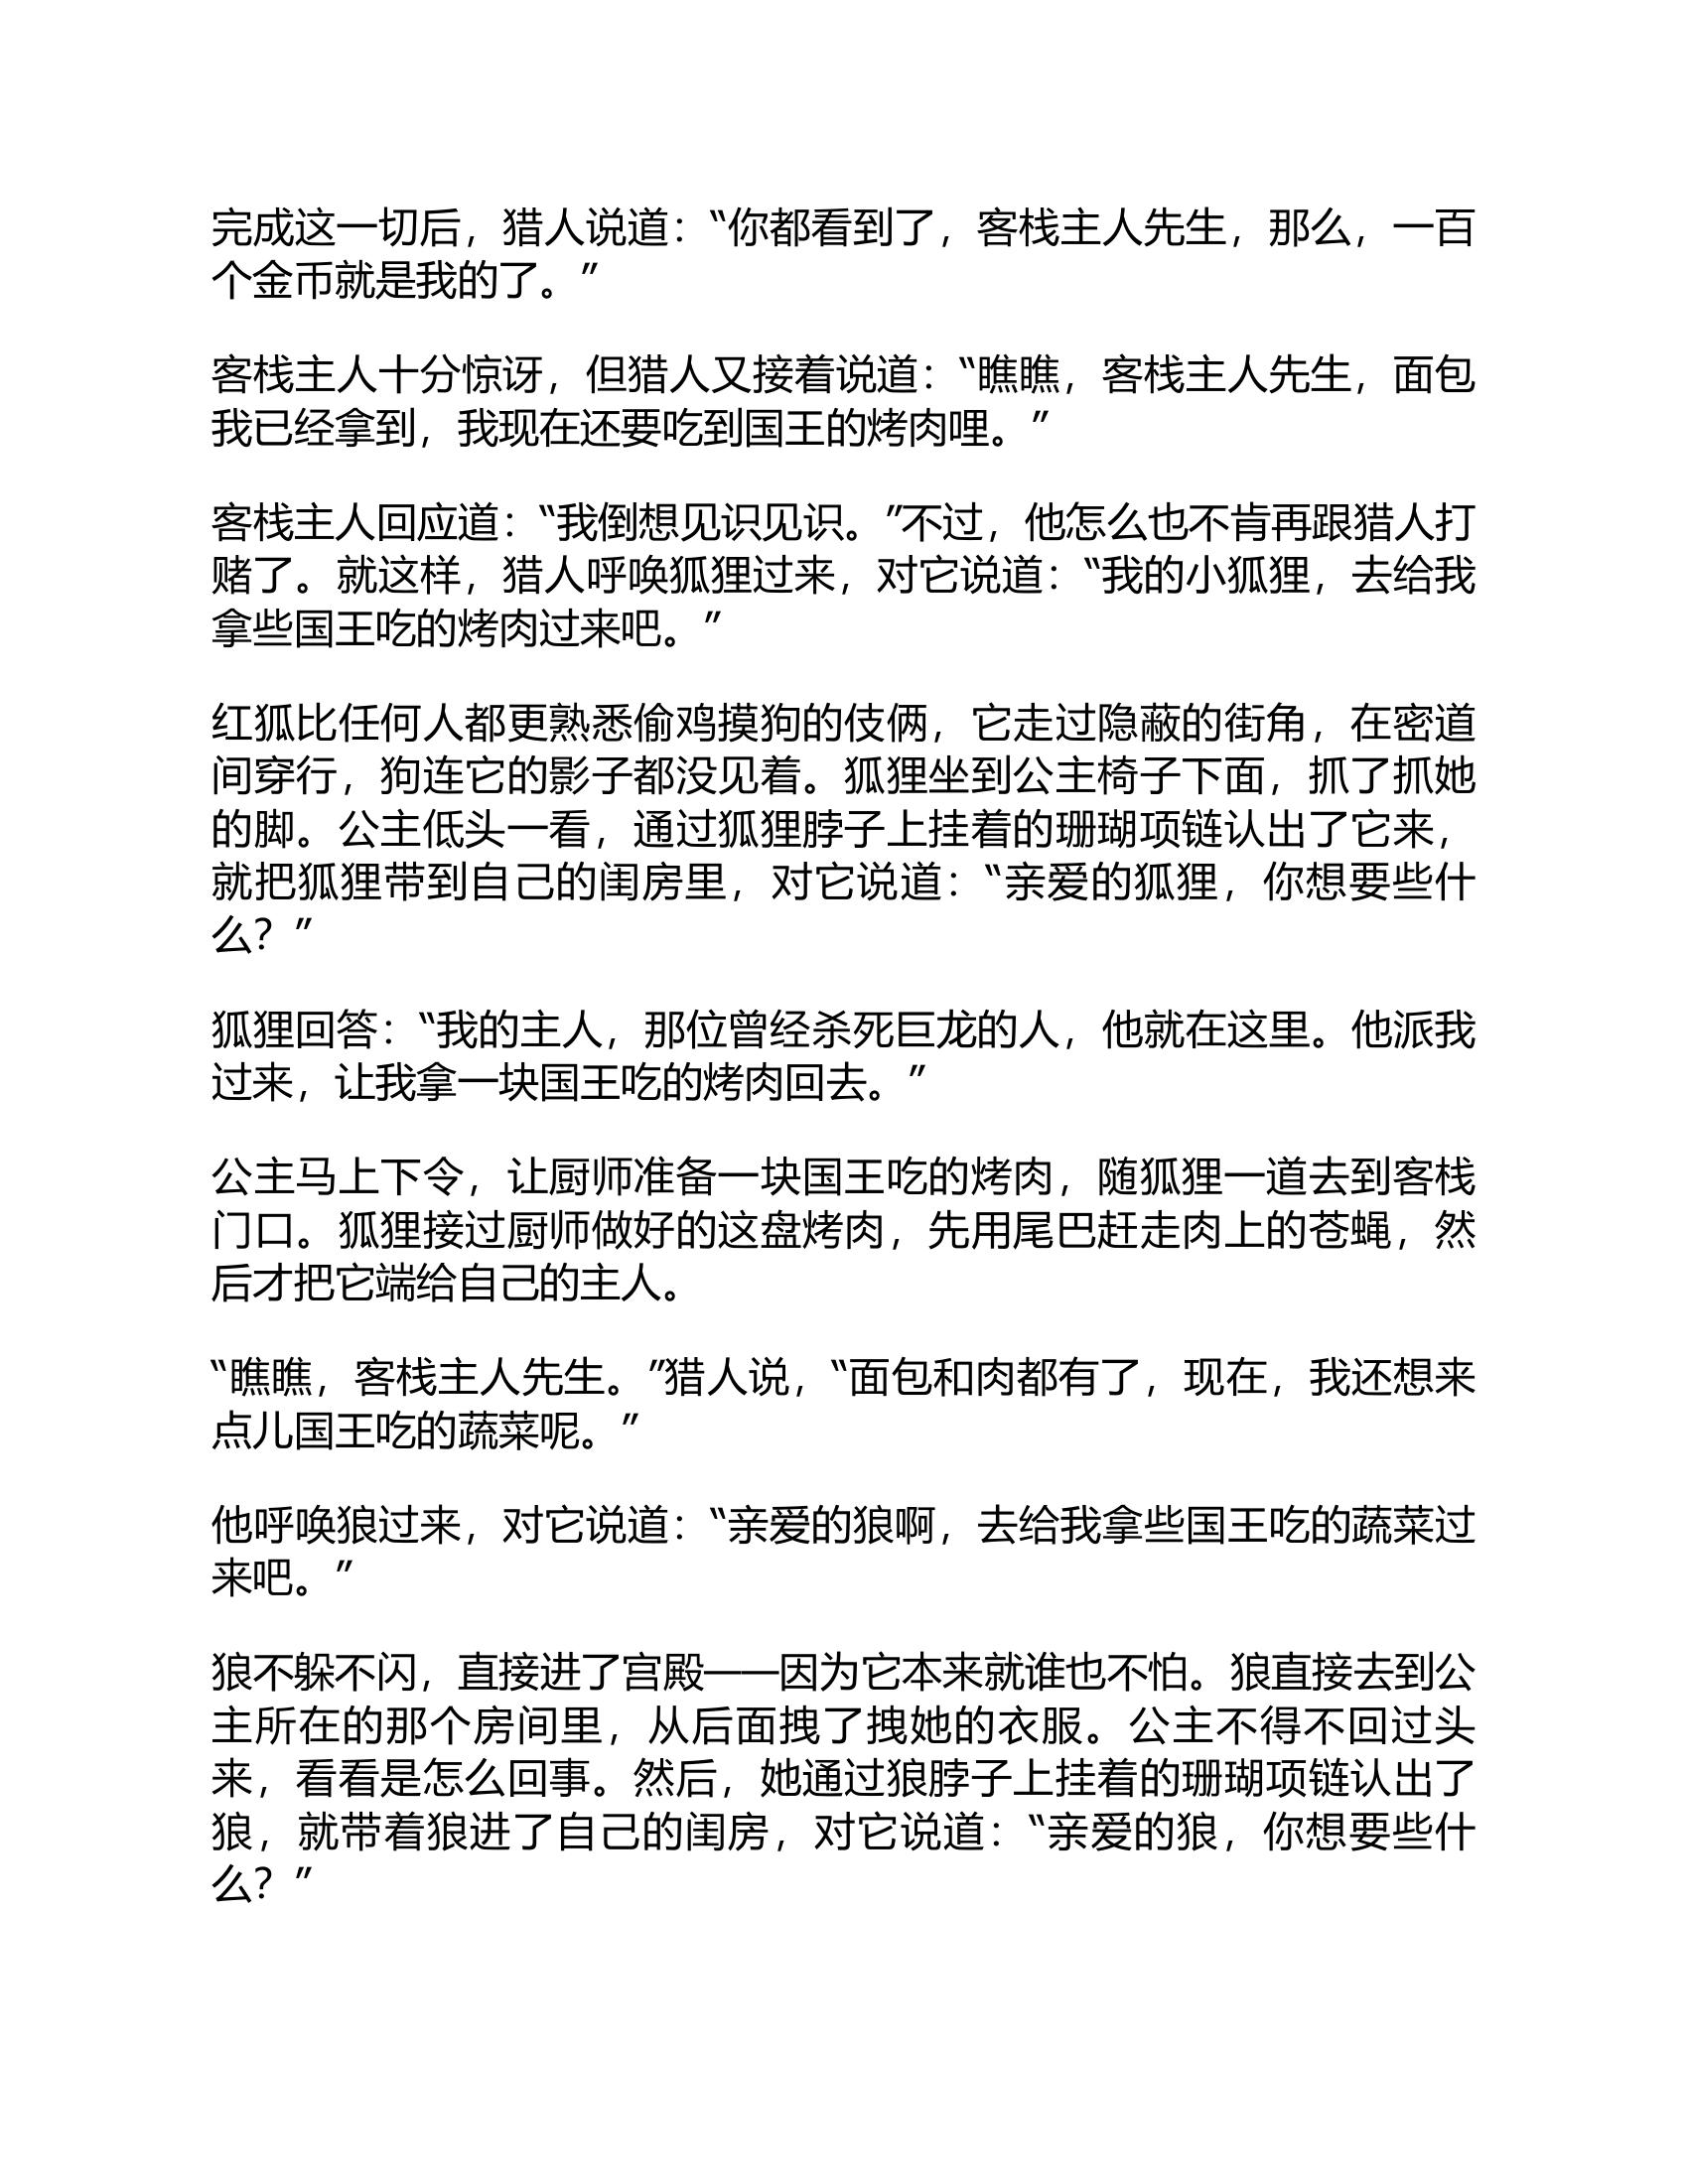 完成这一切后，猎人说道：“你都看到了，客栈主人先生，那么，一百
个金币就是我的了。”
客栈主人十分惊讶，但猎人又接着说道：“瞧瞧，客栈主人先生，面包
我已经拿到，我现在还要吃到国王的烤肉哩。”
客栈主人回应道：“我倒想见识见识。”不过，他怎么也不肯再跟猎人打
赌了。就这样，猎人呼唤狐狸过来，对它说道：“我的小狐狸，去给我
拿些国王吃的烤肉过来吧。”
红狐比任何人都更熟悉偷鸡摸狗的伎俩，它走过隐蔽的街角，在密道
间穿行，狗连它的影子都没见着。狐狸坐到公主椅子下面，抓了抓她
的脚。公主低头一看，通过狐狸脖子上挂着的珊瑚项链认出了它来，
就把狐狸带到自己的闺房里，对它说道：“亲爱的狐狸，你想要些什
么？”
狐狸回答：“我的主人，那位曾经杀死巨龙的人，他就在这里。他派我
过来，让我拿一块国王吃的烤肉回去。”
公主马上下令，让厨师准备一块国王吃的烤肉，随狐狸一道去到客栈
门口。狐狸接过厨师做好的这盘烤肉，先用尾巴赶走肉上的苍蝇，然
后才把它端给自己的主人。
“瞧瞧，客栈主人先生。”猎人说，“面包和肉都有了，现在，我还想来
点儿国王吃的蔬菜呢。”
他呼唤狼过来，对它说道：“亲爱的狼啊，去给我拿些国王吃的蔬菜过
来吧。”
狼不躲不闪，直接进了宫殿——因为它本来就谁也不怕。狼直接去到公
主所在的那个房间里，从后面拽了拽她的衣服。公主不得不回过头
来，看看是怎么回事。然后，她通过狼脖子上挂着的珊瑚项链认出了
狼，就带着狼进了自己的闺房，对它说道：“亲爱的狼，你想要些什
么？”